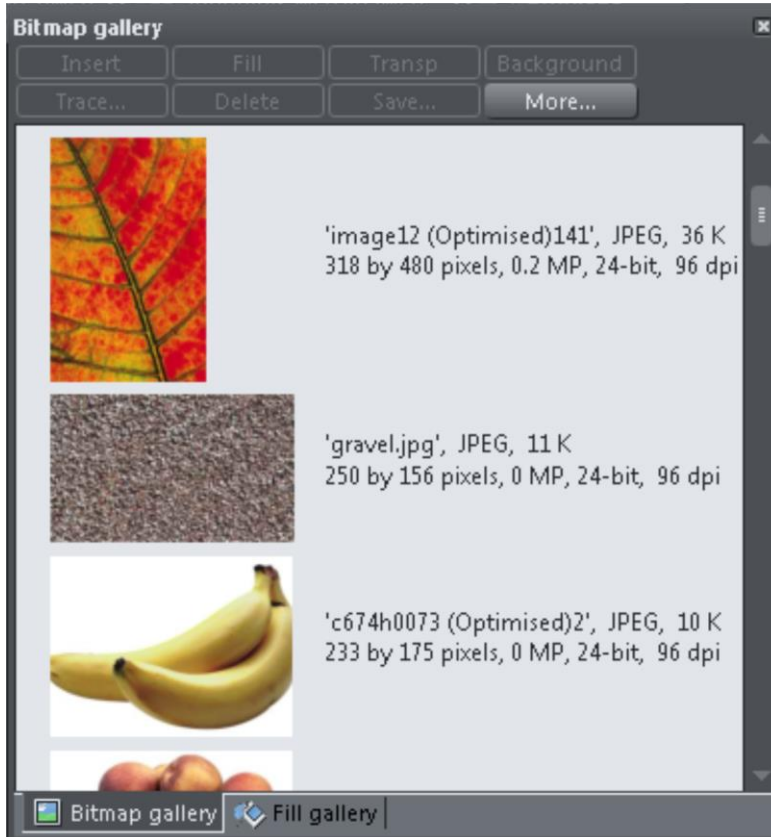 Bitmap gallery
Insert Fill Transp Background
Trace... Delete Save... More...
'image12 (Optimised)141', JPEG, 36 K
318 by 480 pixels, 0.2 MP, 24-bit, 96 dpi
'gravel.jpg', JPEG, 11 K
250 by 156 pixels, 0 MP, 24-bit, 96 dpi
'c674h0073 (Optimised)2', JPEG, 10 K
233 by 175 pixels, 0 MP, 24-bit, 96 dpi
Bitmap gallery Fill gallery